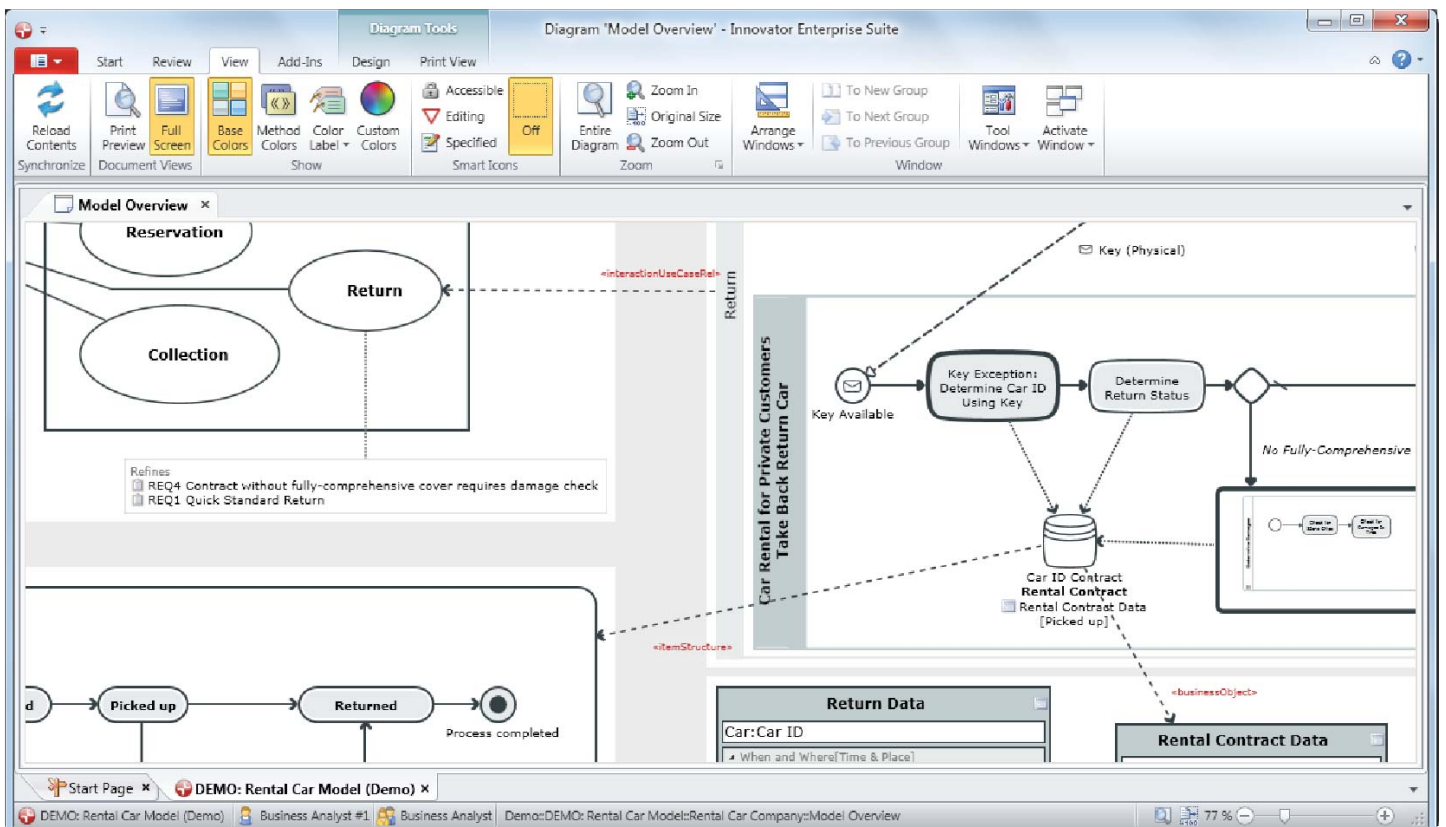 Diagram Tools
Diagram 'Model Overview' - Innovator Enterprise Suite
Start Review View Add-Ins Design Print View
Reload Contents
Print Preview
Full Screen
Base Colors
Method Colors
Color Label
Custom Colors
Accessible
Editing
Specified
Off
Entire Diagram
Zoom In
Original Size
Zoom Out
Arrange Windows
To New Group
To Next Group
To Previous Group
Tool Windows
Activate Window
Synchronize Document Views Show Smart Icons Zoom Window
Model Overview
Reservation
Return
Collection
«interactionUseCaseRel»
Refines
REQ4 Contract without fully-comprehensive cover requires damage check
REQ1 Quick Standard Return
Return
Car Rental for Private Customers
Take Back Return Car
Key (Physical)
Key Available
Key Exception:
Determine Car ID
Using Key
Determine
Return Status
No Fully-Comprehensive
Car ID Contract
Rental Contract
Rental Contract Data
[Picked up]
«itemStructure»
«businessObject»
d
Picked up
Returned
Process completed
Return Data
Car:Car ID
When and Where[Time & Place]
Rental Contract Data
Start Page
DEMO: Rental Car Model (Demo)
DEMO: Rental Car Model (Demo) Business Analyst #1 Business Analyst Demo::DEMO: Rental Car Model::Rental Car Company::Model Overview 77 %